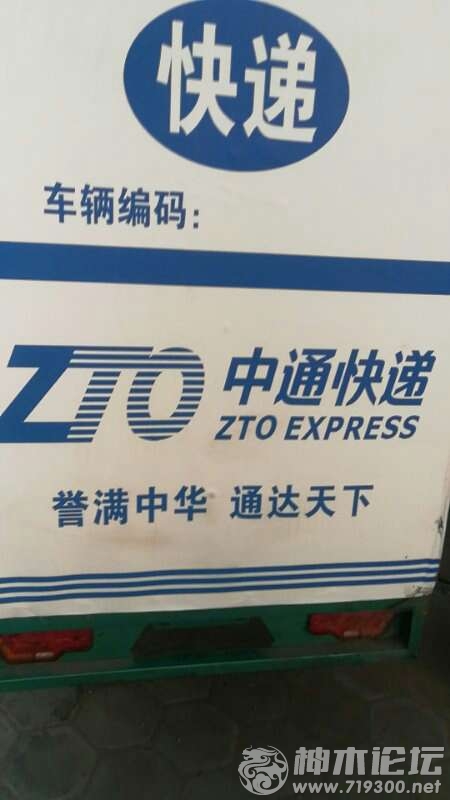 快递
车辆编码:
ZTO 中通快递
ZTO EXPRESS
誉满中华 通达天下
神木论坛
www.719300.net